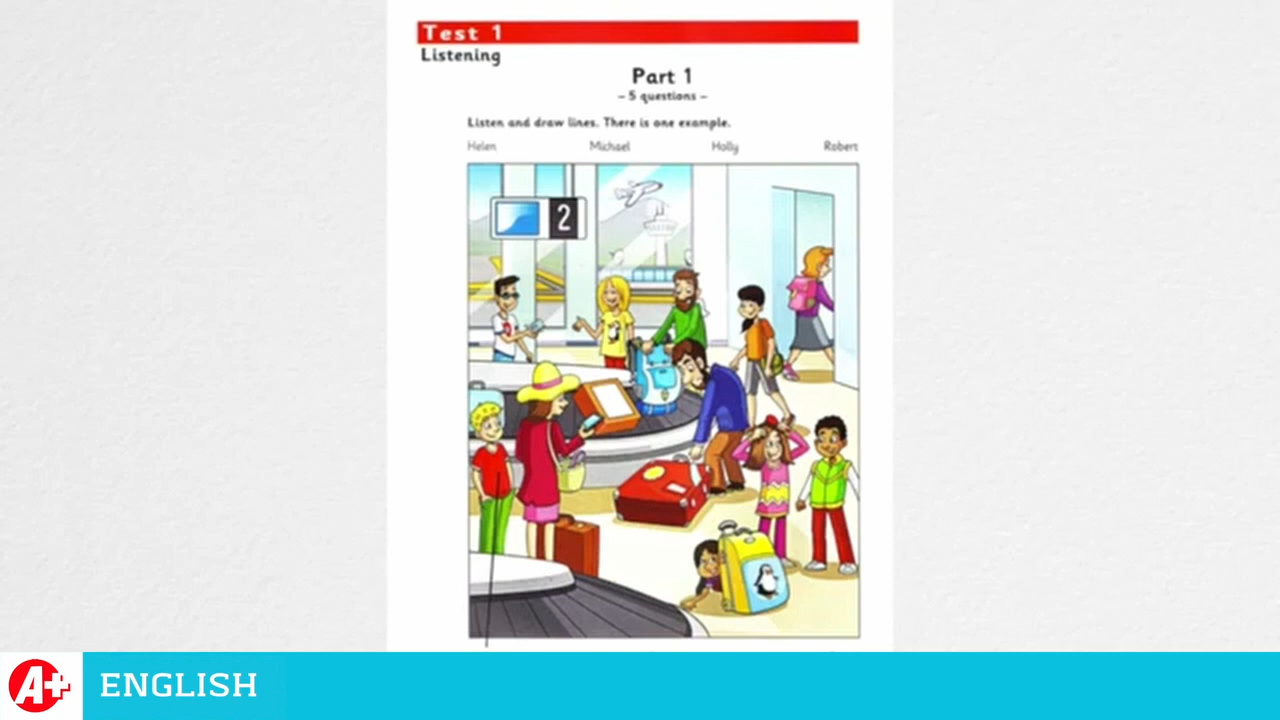 Test 1
Listening
Part 1
– 5 questions –
Listen and draw lines. There is one example.
Helen Michael Holly Robert
2
A+ ENGLISH